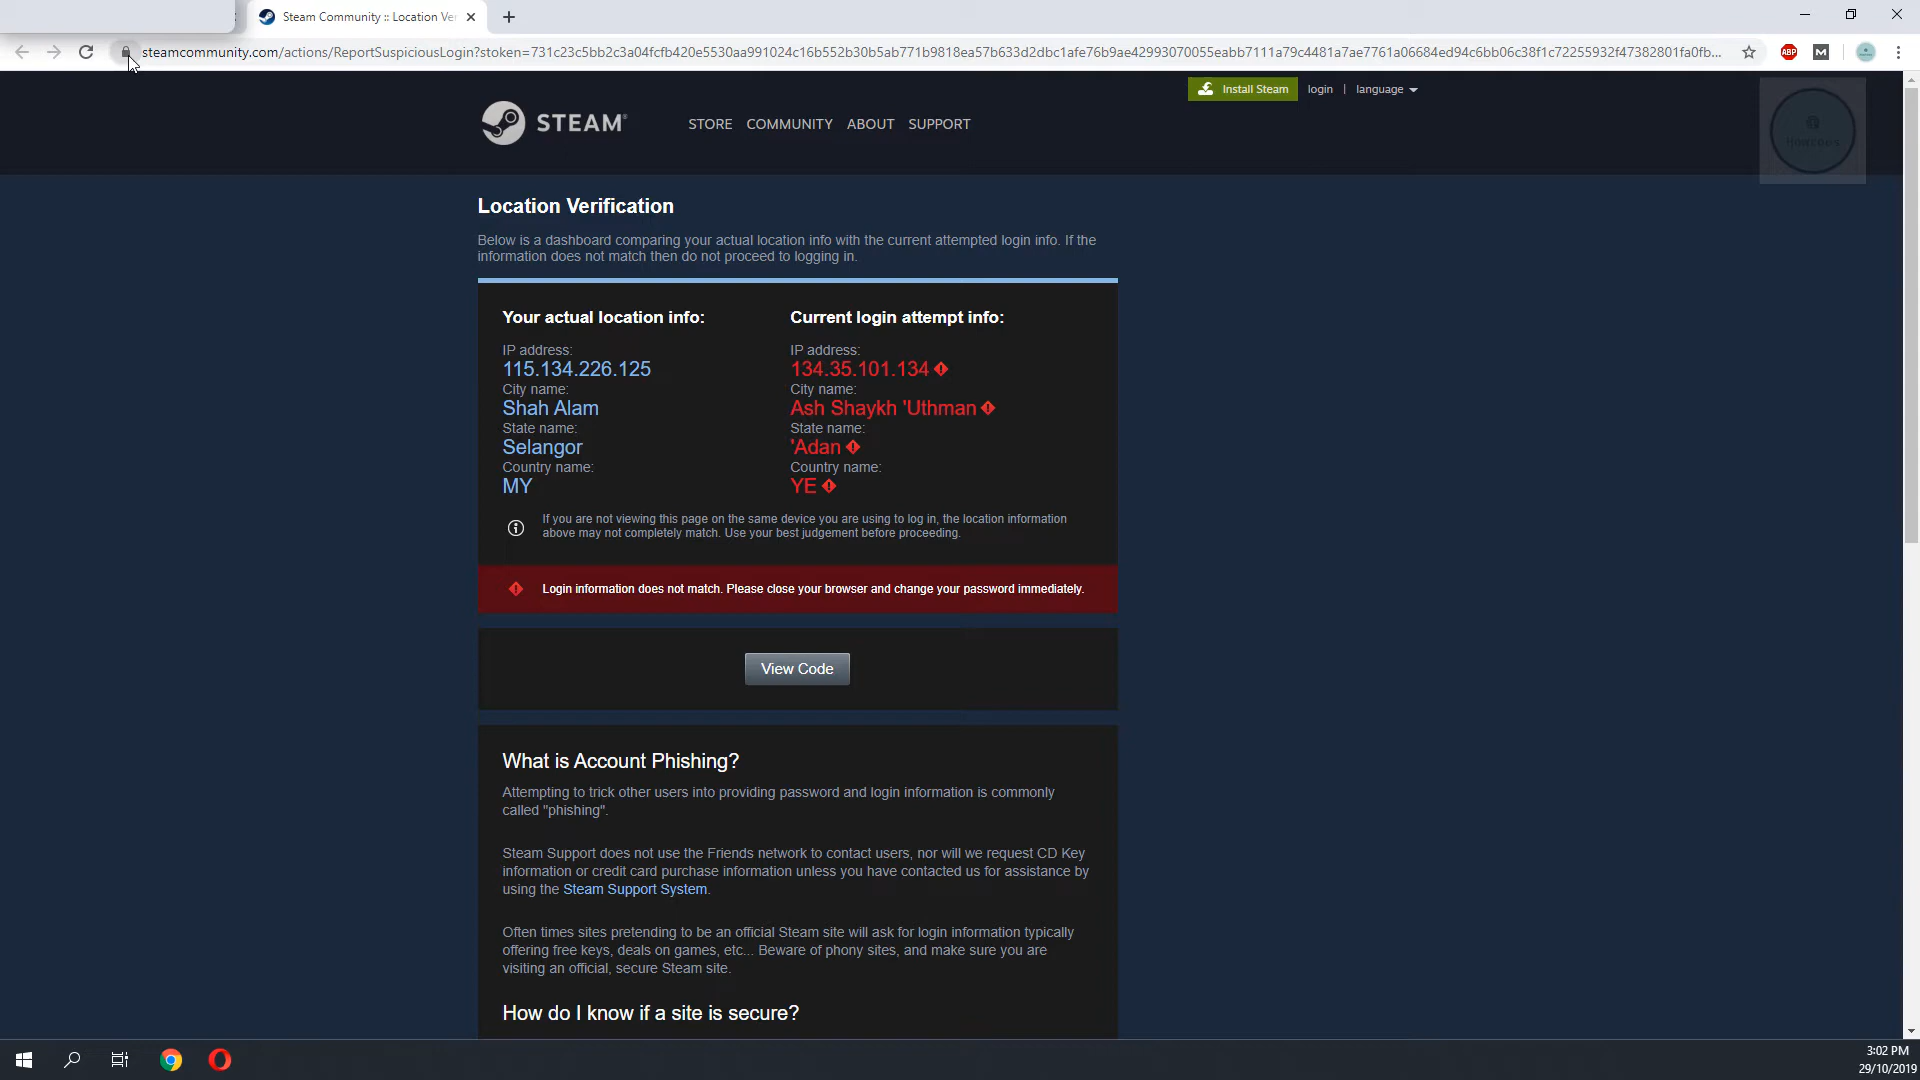 Steam Community :: Location Ver
steamcommunity.com/actions/ReportSuspiciousLogin?stoken=731c23c5bb2c3a04fcfb420e5530aa991024c16b552b30b5ab771b9818ea57b633d2dbc1afe76b9ae42993070055eabb7111a79c4481a7ae7761a06684ed94c6bb06c38f1c72255932f47382801fa0fb...
ABP
M
Install Steam login | language
STEAM
STORE COMMUNITY ABOUT SUPPORT
Location Verification
Below is a dashboard comparing your actual location info with the current attempted login info. If the
information does not match then do not proceed to logging in.
Your actual location info:
IP address:
115.134.226.125
City name:
Shah Alam
State name:
Selangor
Country name:
MY
Current login attempt info:
IP address:
134.35.101.134
City name:
Ash Shaykh 'Uthman
State name:
'Adan
Country name:
YE
If you are not viewing this page on the same device you are using to log in, the location information
above may not completely match. Use your best judgement before proceeding.
Login information does not match. Please close your browser and change your password immediately.
View Code
What is Account Phishing?
Attempting to trick other users into providing password and login information is commonly
called "phishing".
Steam Support does not use the Friends network to contact users, nor will we request CD Key
information or credit card purchase information unless you have contacted us for assistance by
using the Steam Support System.
Often times sites pretending to be an official Steam site will ask for login information typically
offering free keys, deals on games, etc... Beware of phony sites, and make sure you are
visiting an official, secure Steam site.
How do I know if a site is secure?
3:02 PM
29/10/2019